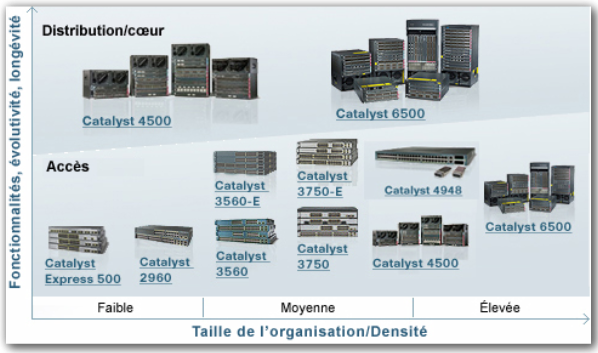 Fonctionnalités, évolutivité, longévité
Distribution/cœur
Catalyst 4500
Catalyst 6500
Accès
Catalyst
3560-E
Catalyst
3750-E
Catalyst 4948
Catalyst 6500
Catalyst
Express 500
Catalyst
2960
Catalyst
3560
Catalyst
3750
Catalyst 4500
Faible
Moyenne
Élevée
Taille de l'organisation/Densité